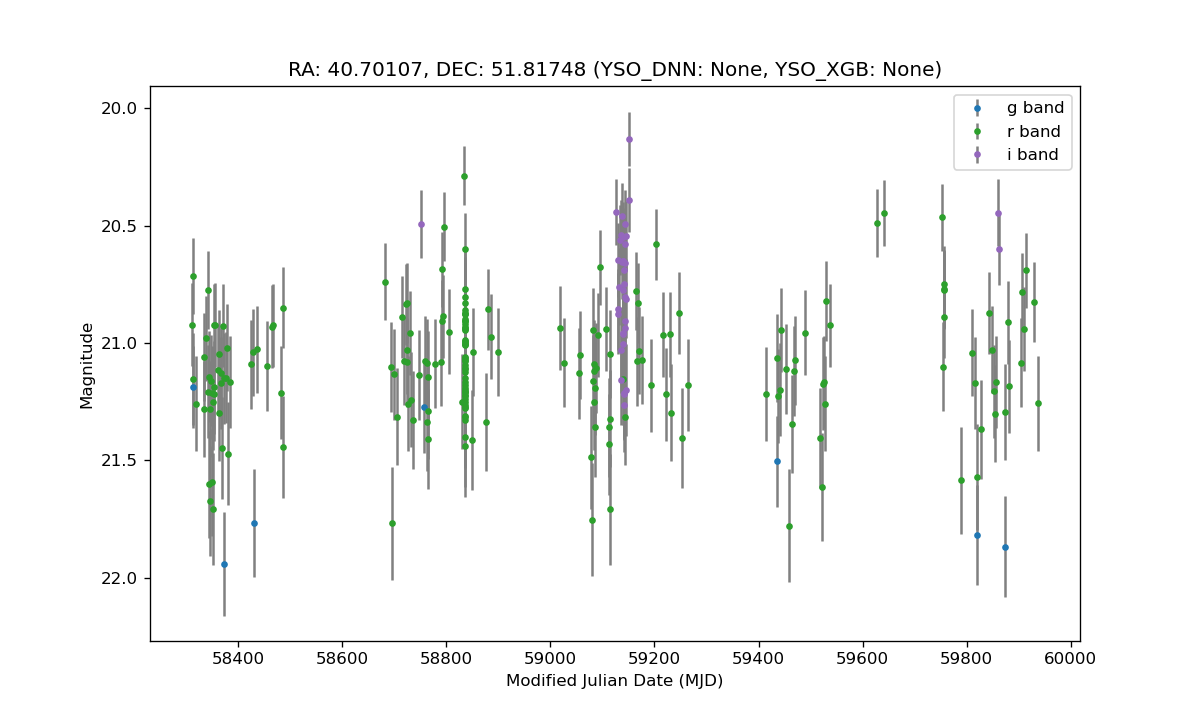 RA: 40.70107, DEC: 51.81748 (YSO_DNN: None, YSO_XGB: None)
g band
r band
i band
20.0
20.5
21.0
21.5
22.0
Magnitude
58400 58600 58800 59000 59200 59400 59600 59800 60000
Modified Julian Date (MJD)